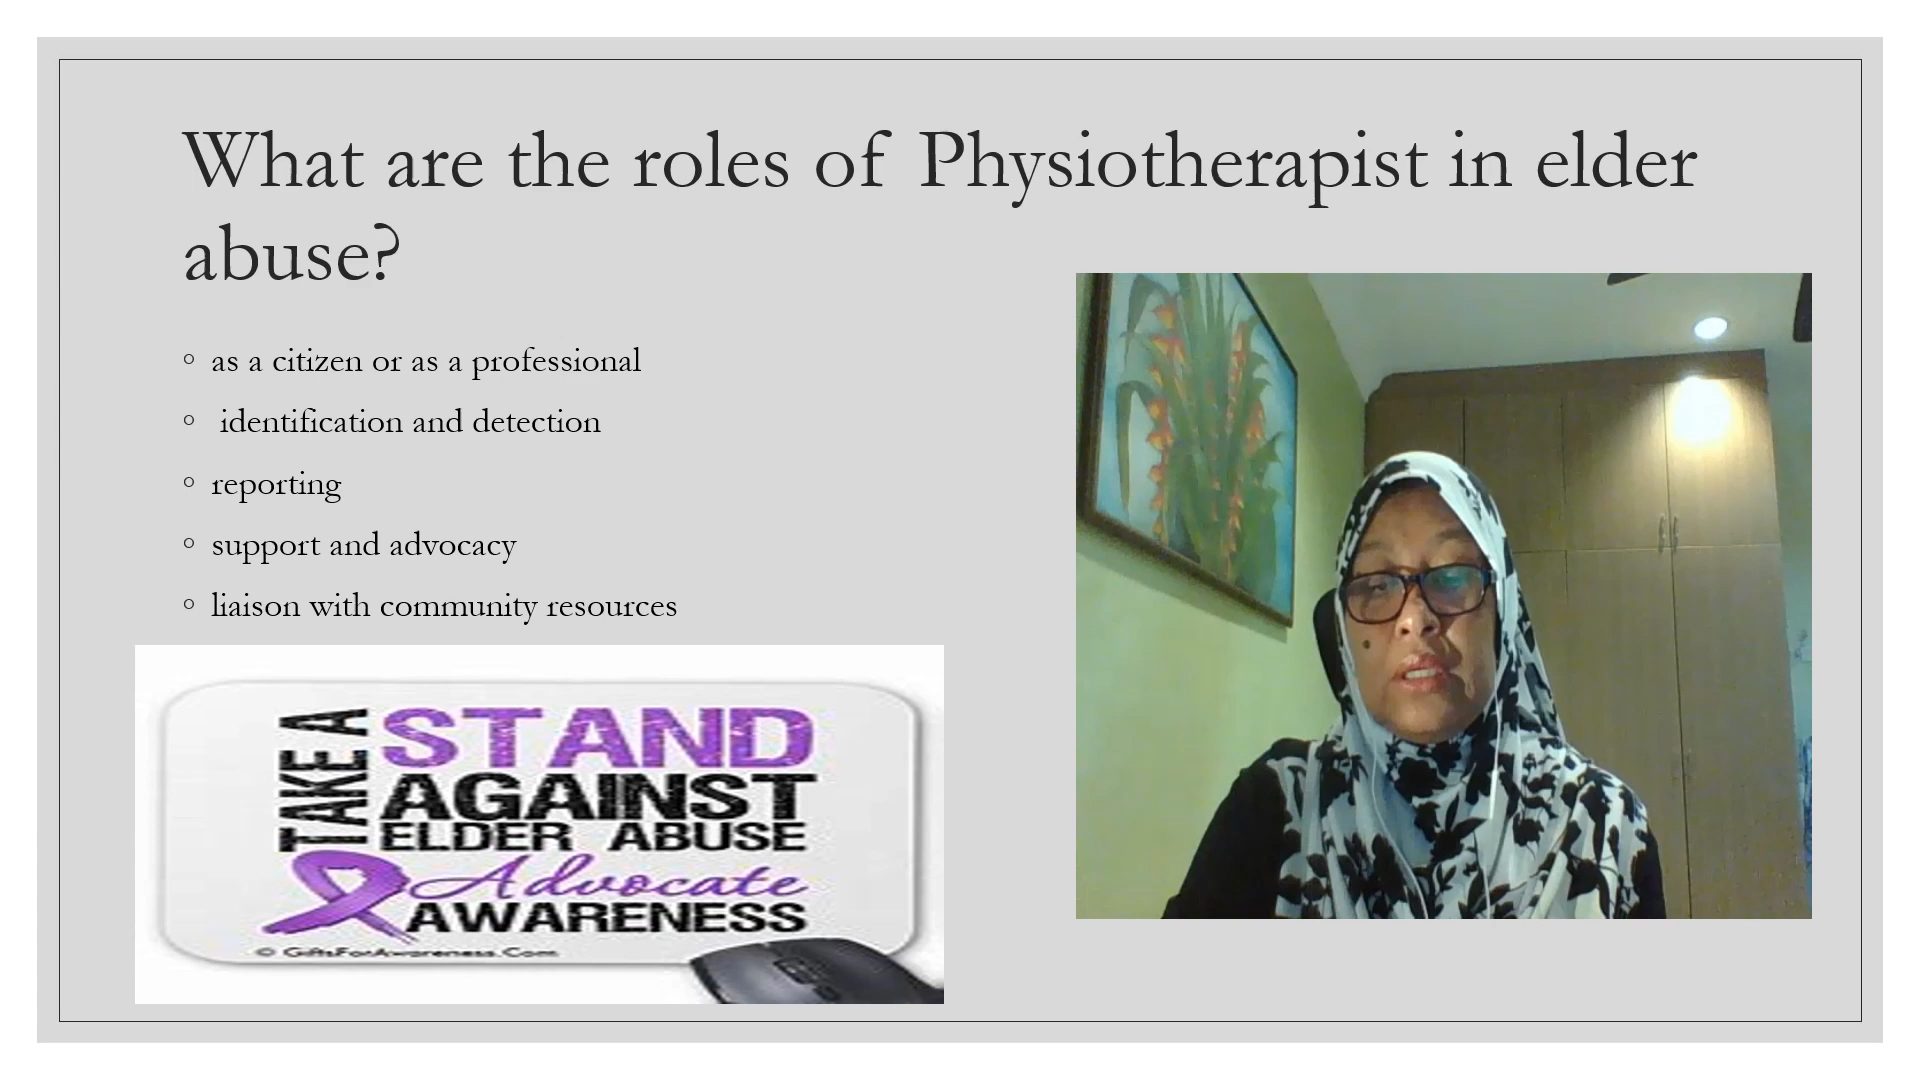 What are the roles of Physiotherapist in elder
abuse?
◦ as a citizen or as a professional
◦ identification and detection
◦ reporting
◦ support and advocacy
◦ liaison with community resources
TAKE A
STAND
AGAINST
ELDER ABUSE
Advocate
AWARENESS
© GiftsForAwareness.Com